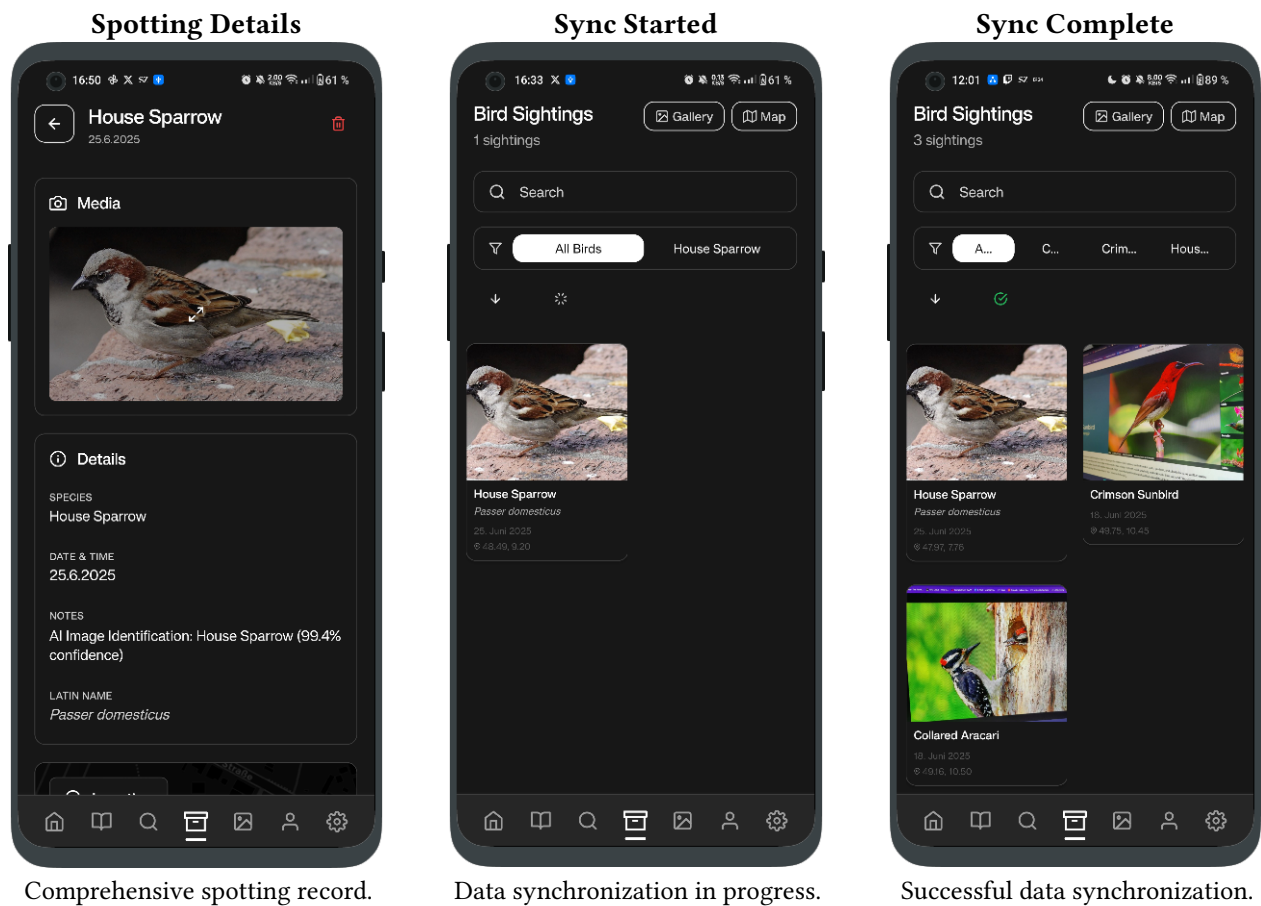 Spotting Details
16:50
61 %
House Sparrow
25.6.2025
Media
Details
SPECIES
House Sparrow
DATE & TIME
25.6.2025
NOTES
AI Image Identification: House Sparrow (99.4%
confidence)
LATIN NAME
Passer domesticus
Comprehensive spotting record.
Sync Started
16:33
61 %
Bird Sightings
Gallery
Map
1 sightings
Search
All Birds
House Sparrow
House Sparrow
Passer domesticus
25. Juni 2025
48.49, 9.20
Data synchronization in progress.
Sync Complete
12:01
89 %
Bird Sightings
Gallery
Map
3 sightings
Search
A...
C...
Crim...
Hous...
House Sparrow
Passer domesticus
25. Juni 2025
47.97, 7.76
Crimson Sunbird
18. Juni 2025
49.75, 10.45
Collared Aracari
18. Juni 2025
49.16, 10.50
Successful data synchronization.